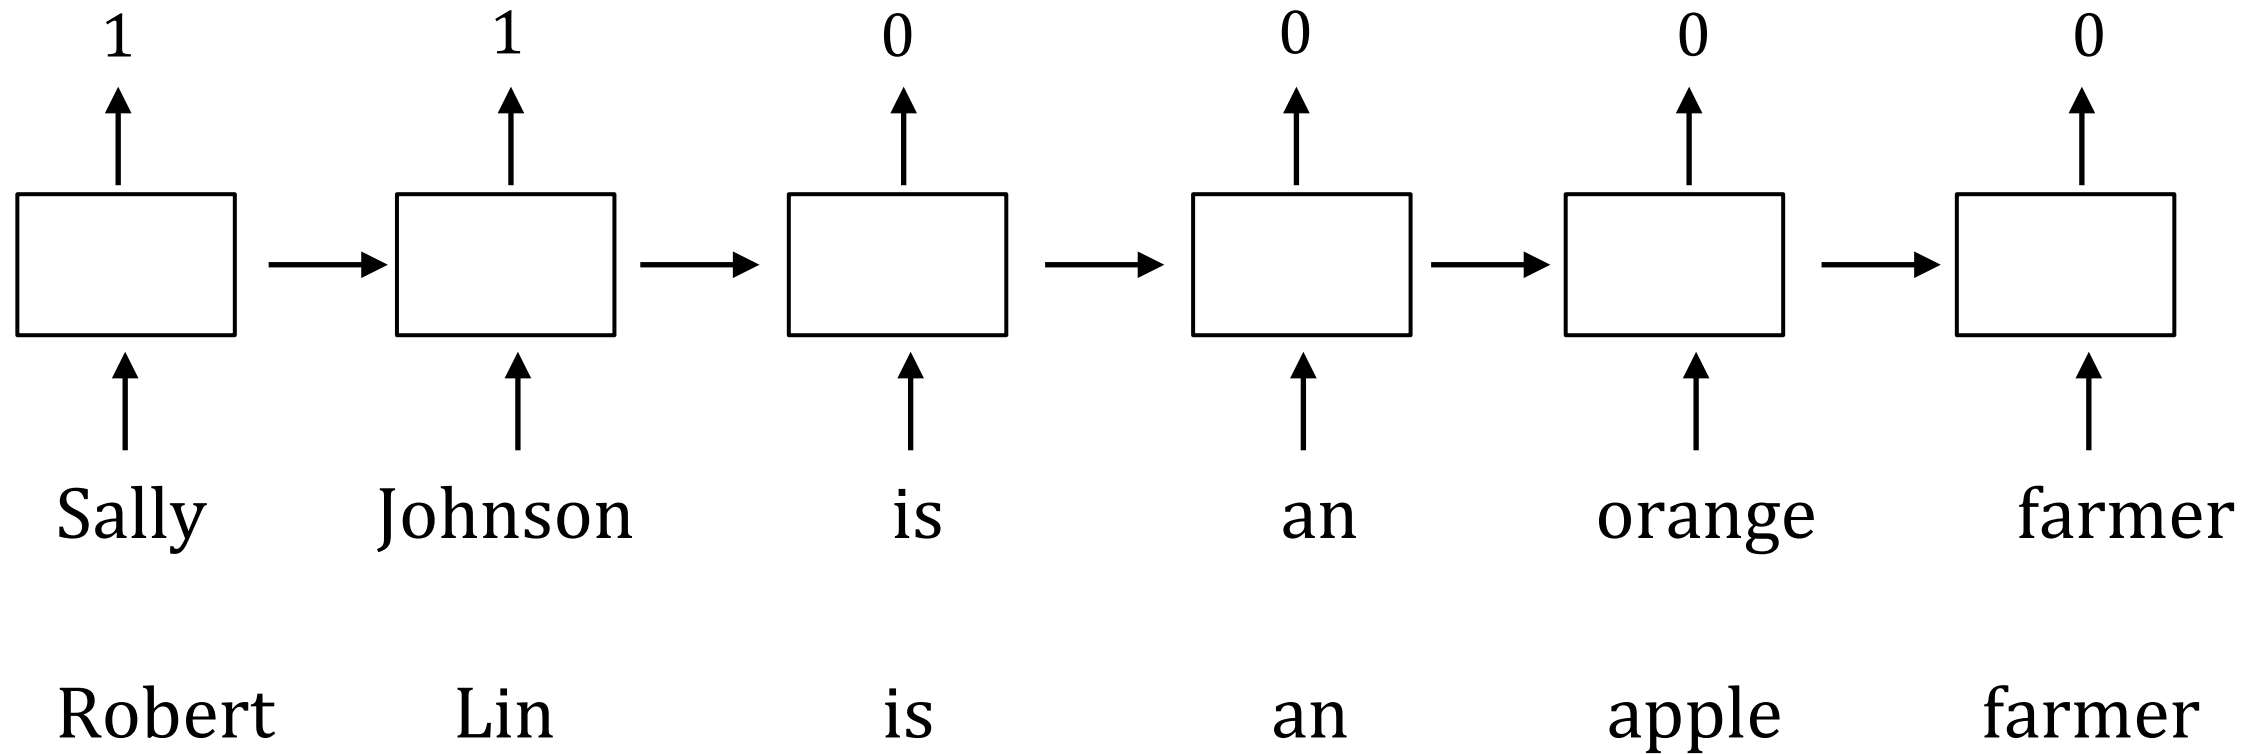 1 1 0 0 0 0
Sally Johnson is an orange farmer
Robert Lin is an apple farmer